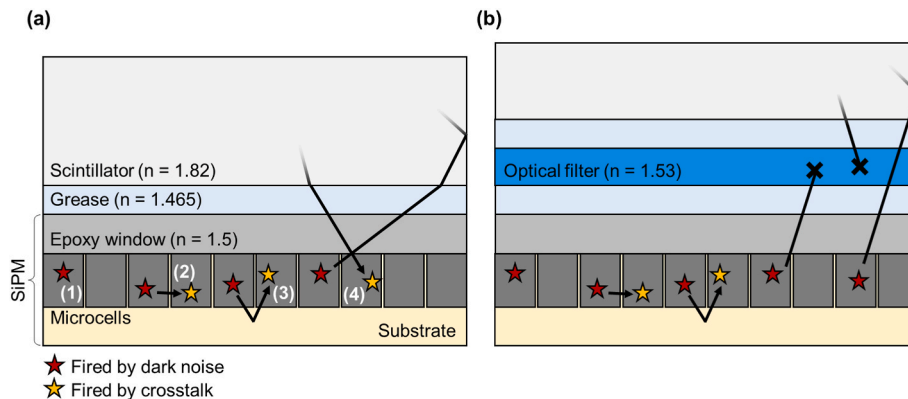 (a)
(b)
Scintillator (n = 1.82)
Grease (n = 1.465)
Epoxy window (n = 1.5)
SiPM
(1)
(2)
(3)
(4)
Microcells
Substrate
Fired by dark noise
Fired by crosstalk
Optical filter (n = 1.53)